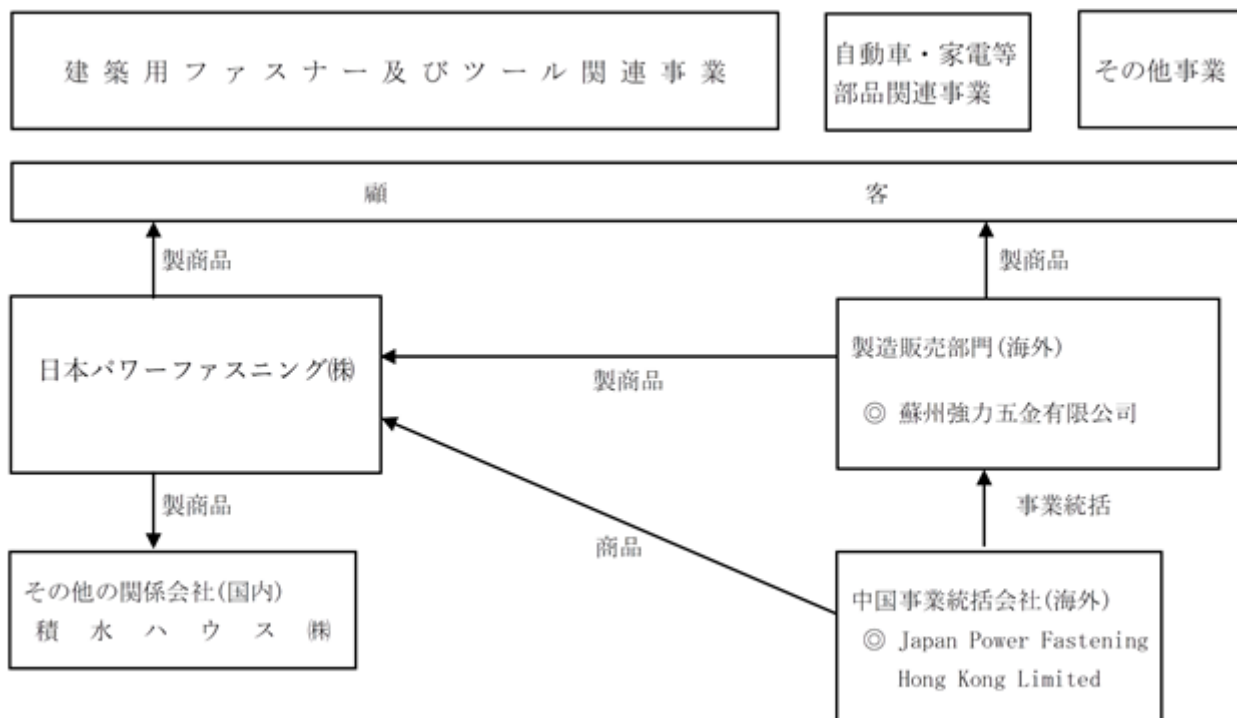 建築用ファスナー及びツール関連事業
自動車・家電等
部品関連事業
その他事業
顧客
製商品
製商品
日本パワーファスニング㈱
製造販売部門(海外)
◎ 蘇州強力五金有限公司
製商品
製商品
事業統括
商品
その他の関係会社(国内)
積水ハウス㈱
中国事業統括会社(海外)
◎ Japan Power Fastening
Hong Kong Limited